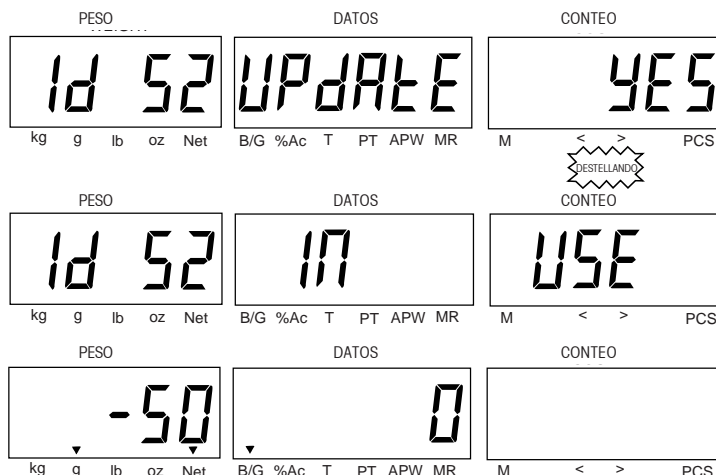 PESO DATOS CONTEO
Id 52 UPdAtE YES
kg g lb oz Net B/G %Ac T PT APW MR M < > PCS
DESTELLANDO
PESO DATOS CONTEO
Id 52 In USE
kg g lb oz Net B/G %Ac T PT APW MR M < > PCS
PESO DATOS CONTEO
-50 0
kg g lb oz Net B/G %Ac T PT APW MR M < > PCS